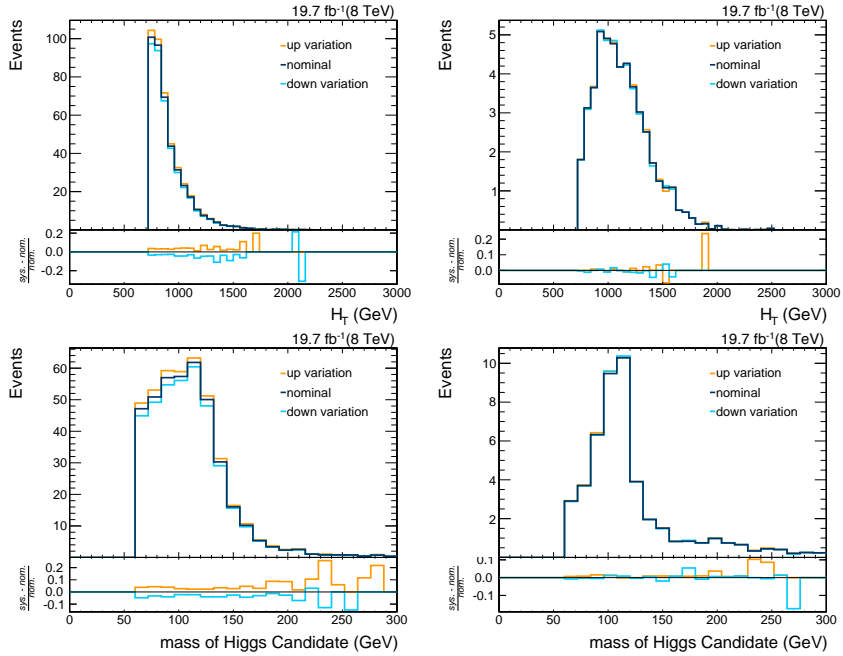 19.7 fb⁻¹(8 TeV)
Events
up variation
nominal
down variation
100
80
60
40
20
sys. - nom.
nom.
0.2
0.0
-0.2
0 500 1000 1500 2000 2500 3000
H_T (GeV)
19.7 fb⁻¹(8 TeV)
Events
up variation
nominal
down variation
5
4
3
2
1
sys. - nom.
nom.
0.2
0.1
0.0
0 500 1000 1500 2000 2500 3000
H_T (GeV)
19.7 fb⁻¹(8 TeV)
Events
up variation
nominal
down variation
60
50
40
30
20
10
sys. - nom.
nom.
0.2
0.1
0.0
-0.1
0 50 100 150 200 250 300
mass of Higgs Candidate (GeV)
19.7 fb⁻¹(8 TeV)
Events
up variation
nominal
down variation
10
8
6
4
2
sys. - nom.
nom.
0.1
0.0
-0.1
0 50 100 150 200 250 300
mass of Higgs Candidate (GeV)